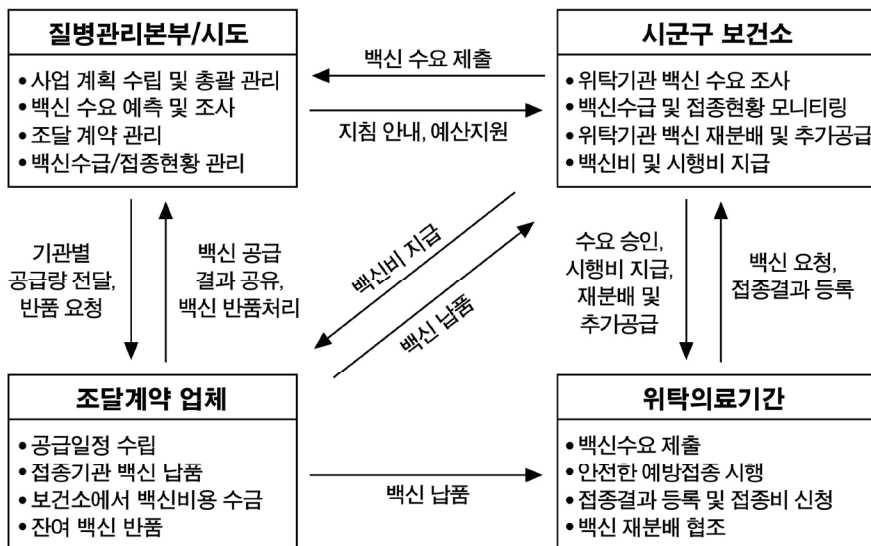 질병관리본부/시도
• 사업 계획 수립 및 총괄 관리
• 백신 수요 예측 및 조사
• 조달 계약 관리
• 백신수급/접종현황 관리
백신 수요 제출
지침 안내, 예산지원
시군구 보건소
• 위탁기관 백신 수요 조사
• 백신수급 및 접종현황 모니터링
• 위탁기관 백신 재분배 및 추가공급
• 백신비 및 시행비 지급
기관별
공급량 전달,
반품 요청
백신 공급
결과 공유,
백신 반품처리
백신비 지급
백신 납품
수요 승인,
시행비 지급,
재분배 및
추가공급
백신 요청,
접종결과 등록
조달계약 업체
• 공급일정 수립
• 접종기관 백신 납품
• 보건소에서 백신비용 수금
• 잔여 백신 반품
백신 납품
위탁의료기간
• 백신수요 제출
• 안전한 예방접종 시행
• 접종결과 등록 및 접종비 신청
• 백신 재분배 협조